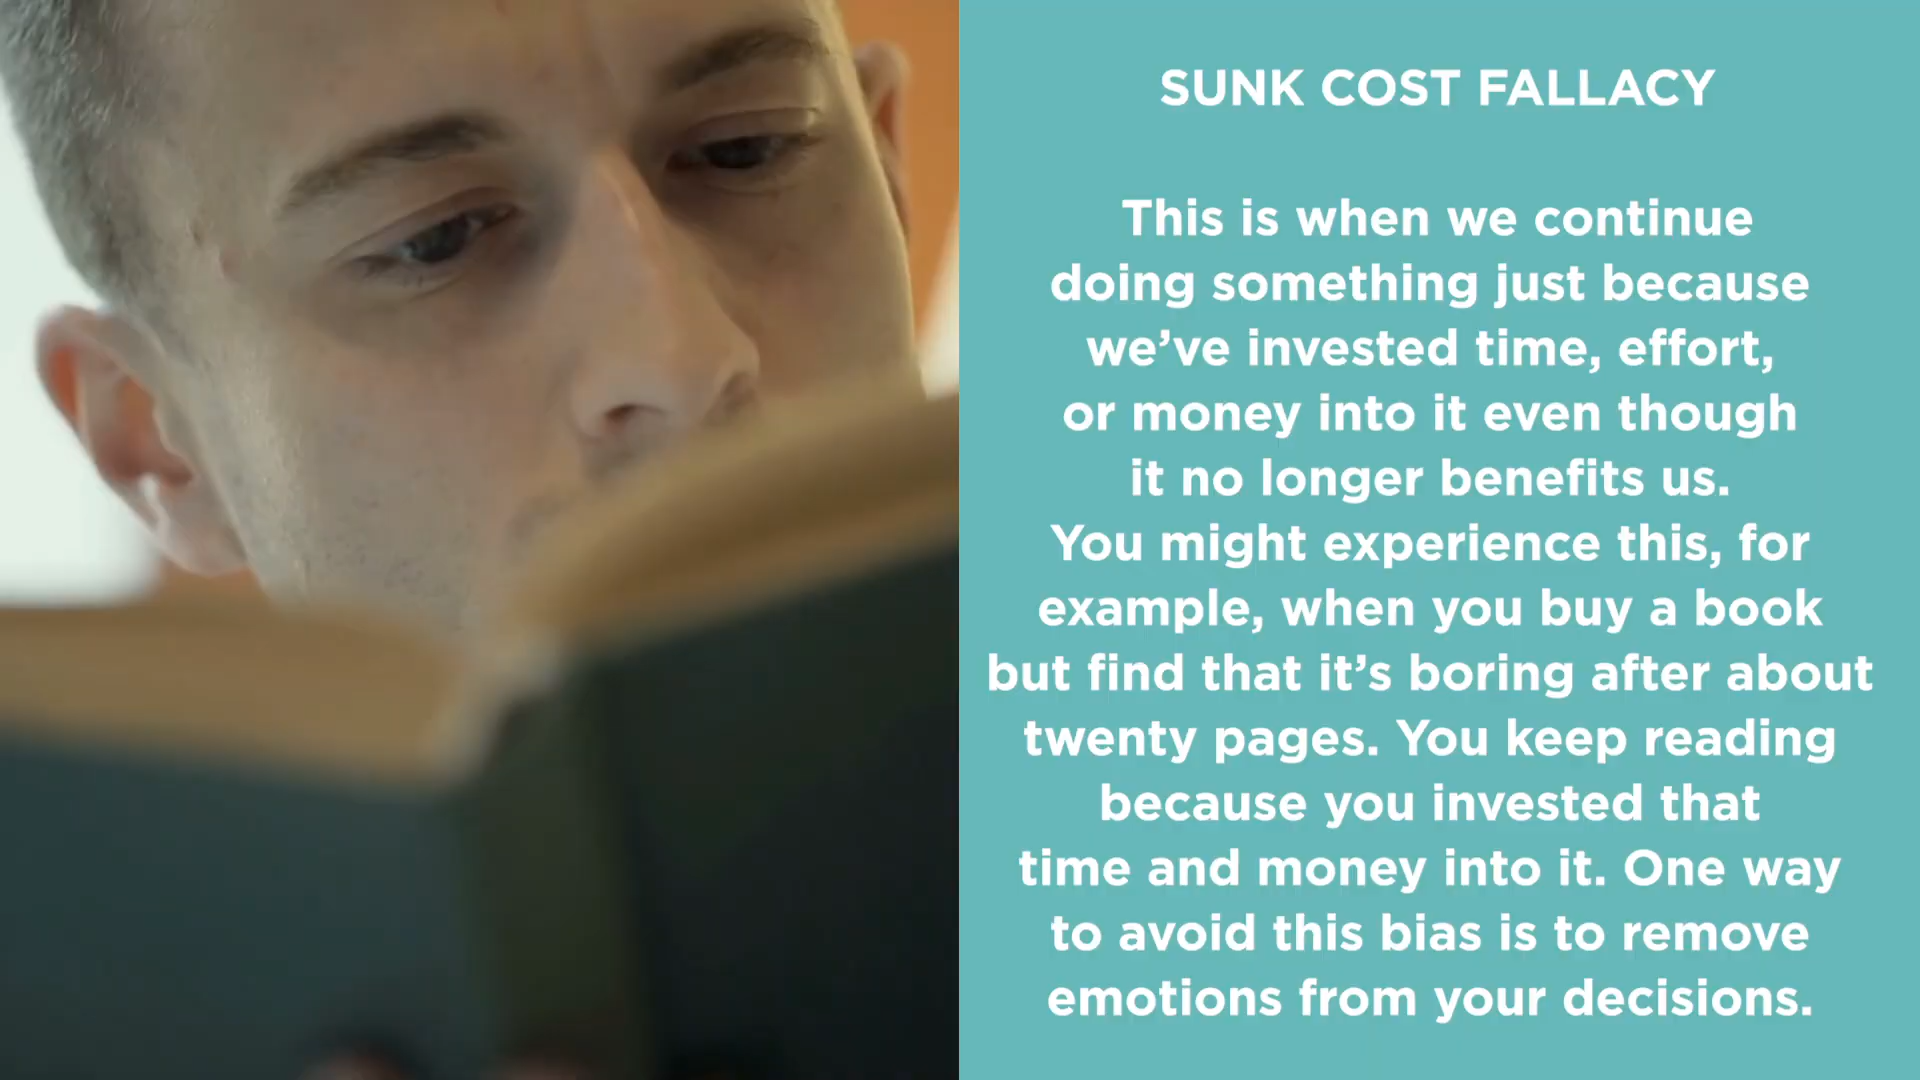 SUNK COST FALLACY
This is when we continue
doing something just because
we’ve invested time, effort,
or money into it even though
it no longer benefits us.
You might experience this, for
example, when you buy a book
but find that it’s boring after about
twenty pages. You keep reading
because you invested that
time and money into it. One way
to avoid this bias is to remove
emotions from your decisions.